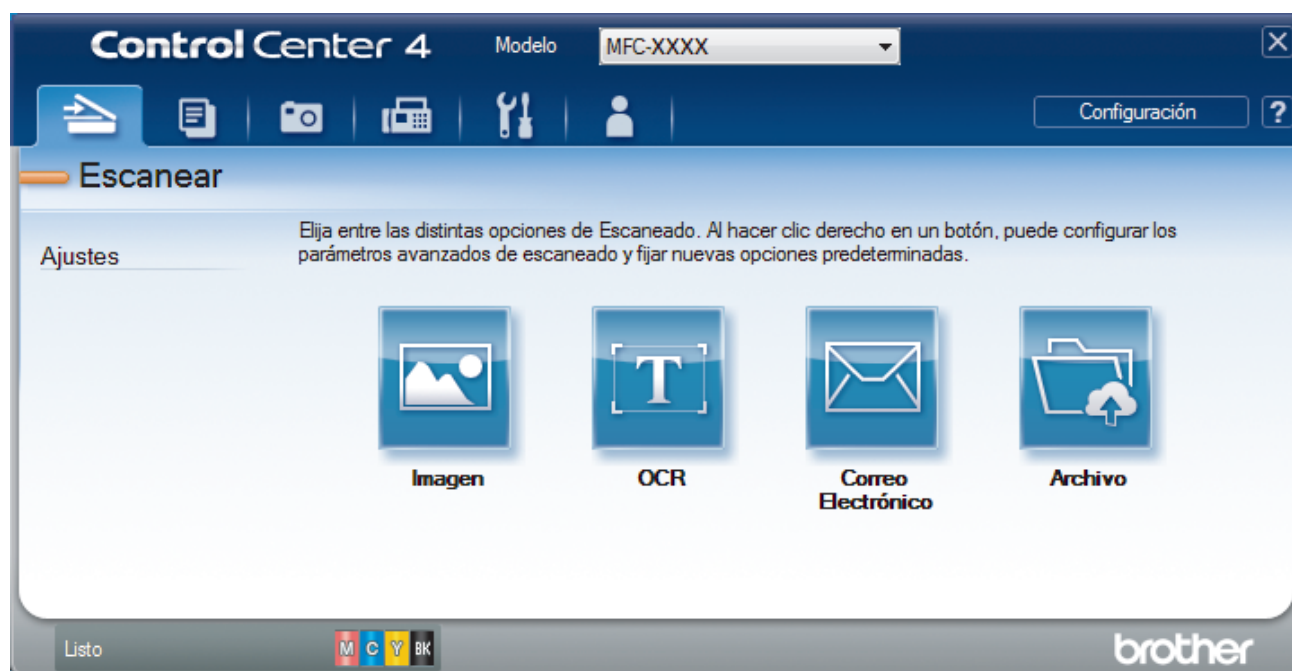 Control Center 4 Modelo MFC-XXXX
Configuración ?
Escanear
Ajustes
Elija entre las distintas opciones de Escaneado. Al hacer clic derecho en un botón, puede configurar los
parámetros avanzados de escaneado y fijar nuevas opciones predeterminadas.
T
Imagen OCR Correo Electrónico Archivo
Listo M C Y BK brother